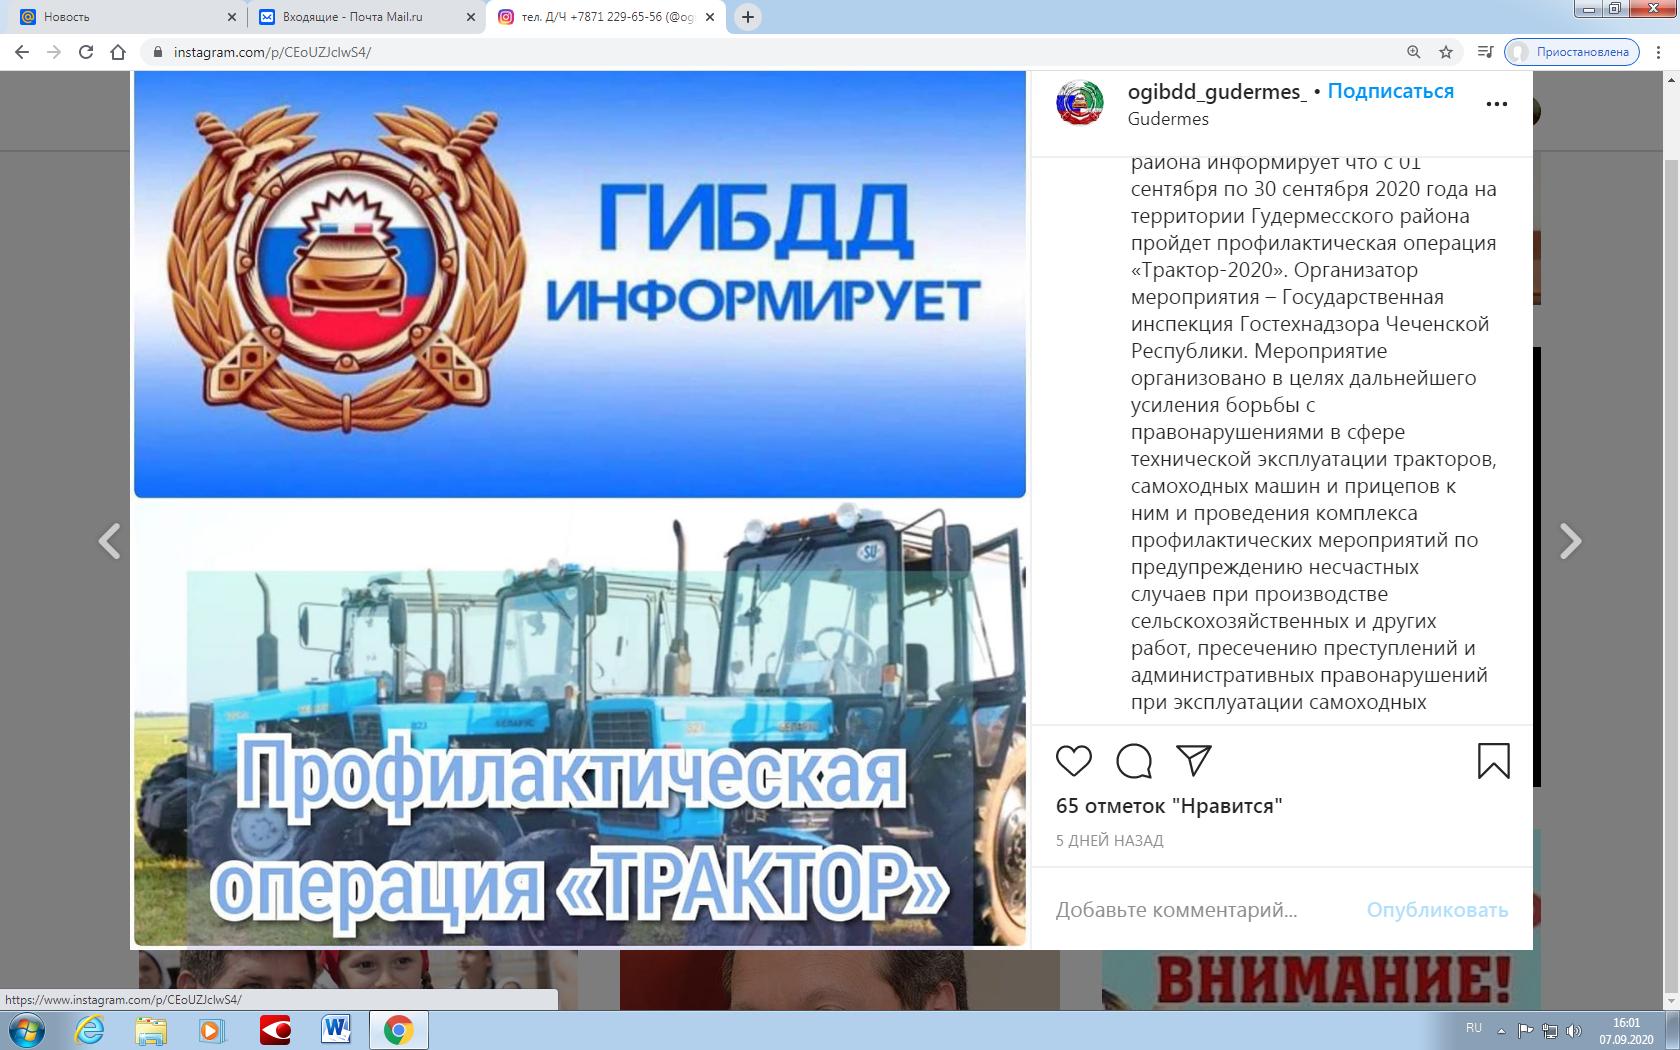 Новость
Входящие - Почта Mail.ru
тел. Д/Ч +7871 229-65-56 (@og
instagram.com/p/CEoUZJclwS4/
Приостановлена
ГИБДД
ИНФОРМИРУЕТ
SU
823
БЕЛАРУС
Профилактическая
операция «ТРАКТОР»
ogibdd_gudermes_ • Подписаться
Gudermes
района информирует что с 01
сентября по 30 сентября 2020 года на
территории Гудермесского района
пройдет профилактическая операция
«Трактор-2020». Организатор
мероприятия – Государственная
инспекция Гостехнадзора Чеченской
Республики. Мероприятие
организовано в целях дальнейшего
усиления борьбы с
правонарушениями в сфере
технической эксплуатации тракторов,
самоходных машин и прицепов к
ним и проведения комплекса
профилактических мероприятий по
предупреждению несчастных
случаев при производстве
сельскохозяйственных и других
работ, пресечению преступлений и
административных правонарушений
при эксплуатации самоходных
65 отметок "Нравится"
5 ДНЕЙ НАЗАД
Добавьте комментарий...
Опубликовать
ВНИМАНИЕ!
https://www.instagram.com/p/CEoUZJclwS4/
RU
16:01
07.09.2020